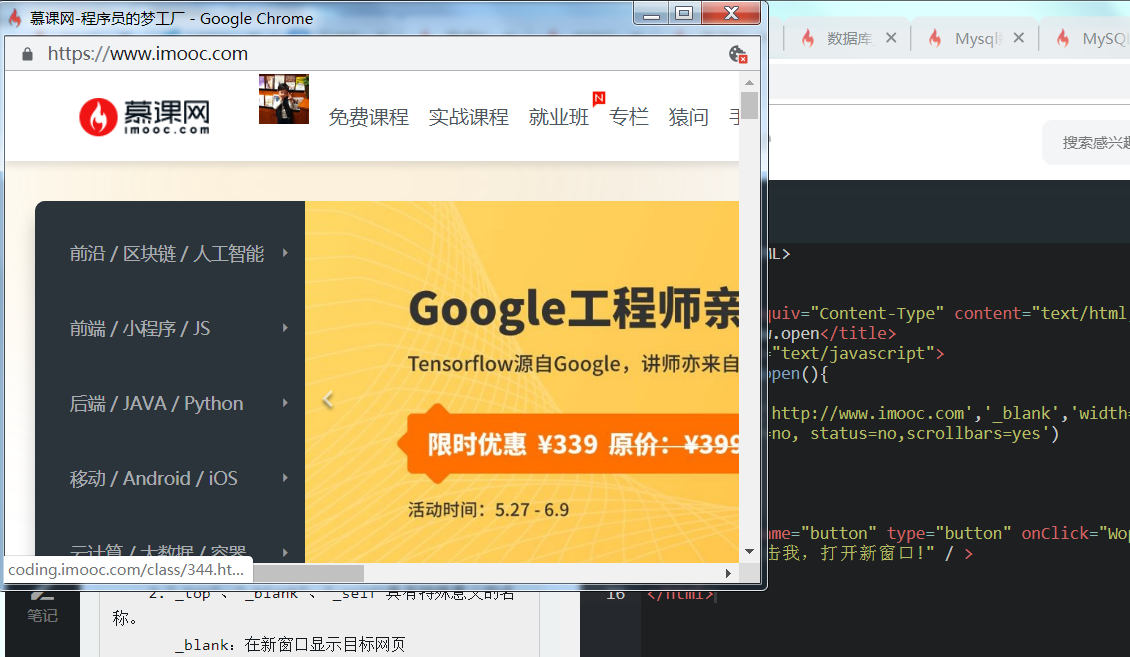 慕课网-程序员的梦工厂 - Google Chrome
https://www.imooc.com
慕课网
imooc.com
N
免费课程 实战课程 就业班 专栏 猿问
前沿 / 区块链 / 人工智能
前端 / 小程序 / JS
后端 / JAVA / Python
移动 / Android / iOS
云计算 / 大数据 / 容器
Google工程师亲
Tensorflow源自Google，讲师亦来自
限时优惠 ¥339 原价：¥399
活动时间：5.27 - 6.9
coding.imooc.com/class/344.ht...
数据库
Mysql
MySQ
搜索感兴趣
ML>
quiv="Content-Type" content="text/html
w.open</title>
="text/javascript">
open(){
http://www.imooc.com','_blank','width=
=no, status=no,scrollbars=yes')
ame="button" type="button" onClick="Wop
击我，打开新窗口!" / >
16 </html>
笔记
2. _top 、 _blank 、 _self 具有特殊意义的名
称。
_blank：在新窗口显示目标网页